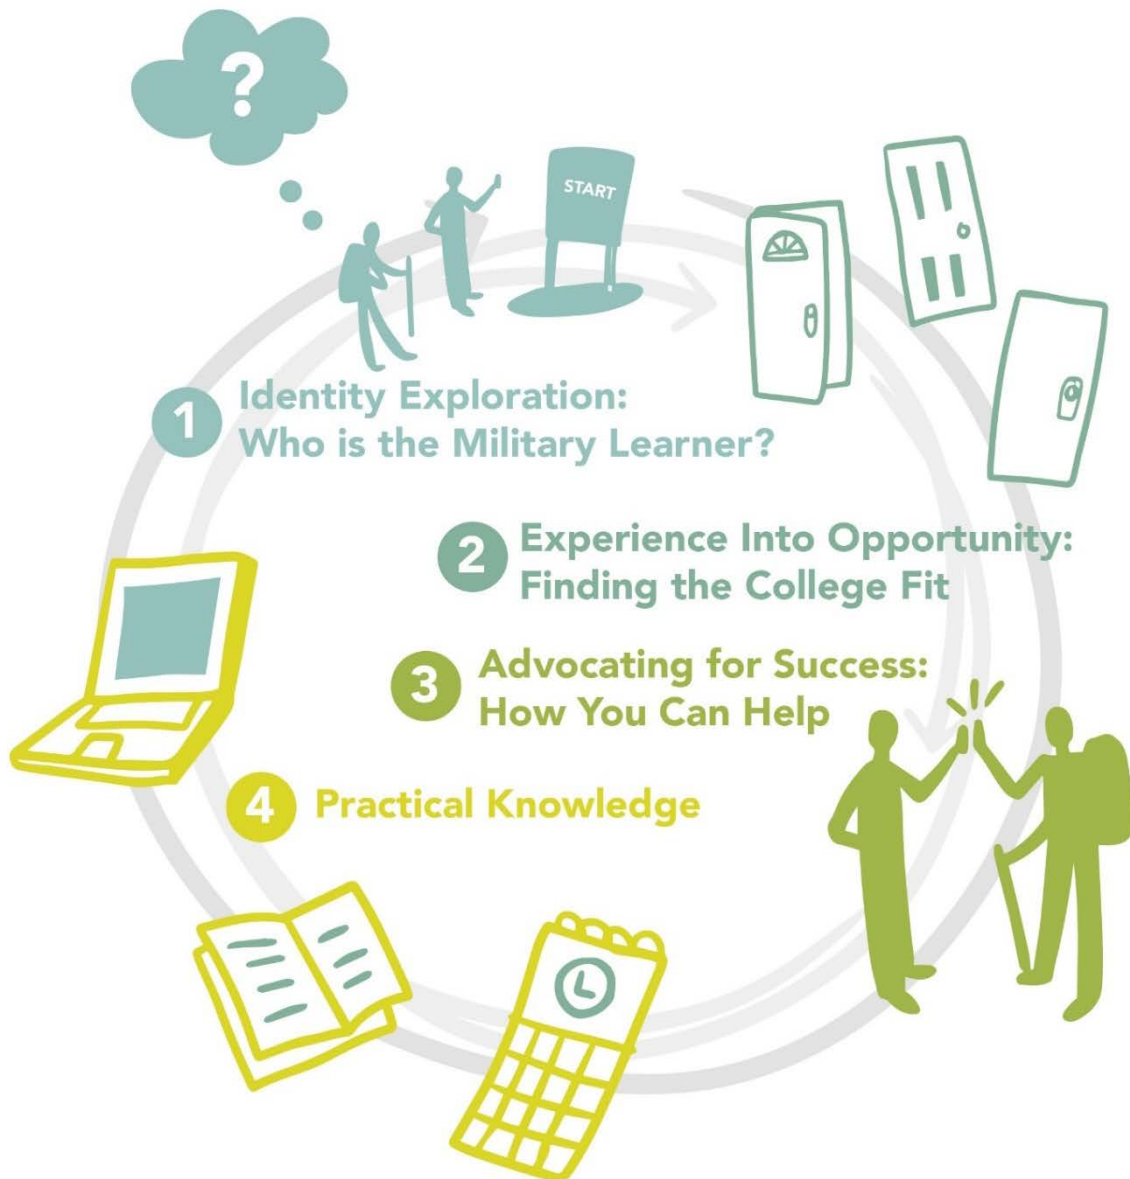 ?
START
1 Identity Exploration:
Who is the Military Learner?
2 Experience Into Opportunity:
Finding the College Fit
3 Advocating for Success:
How You Can Help
4 Practical Knowledge